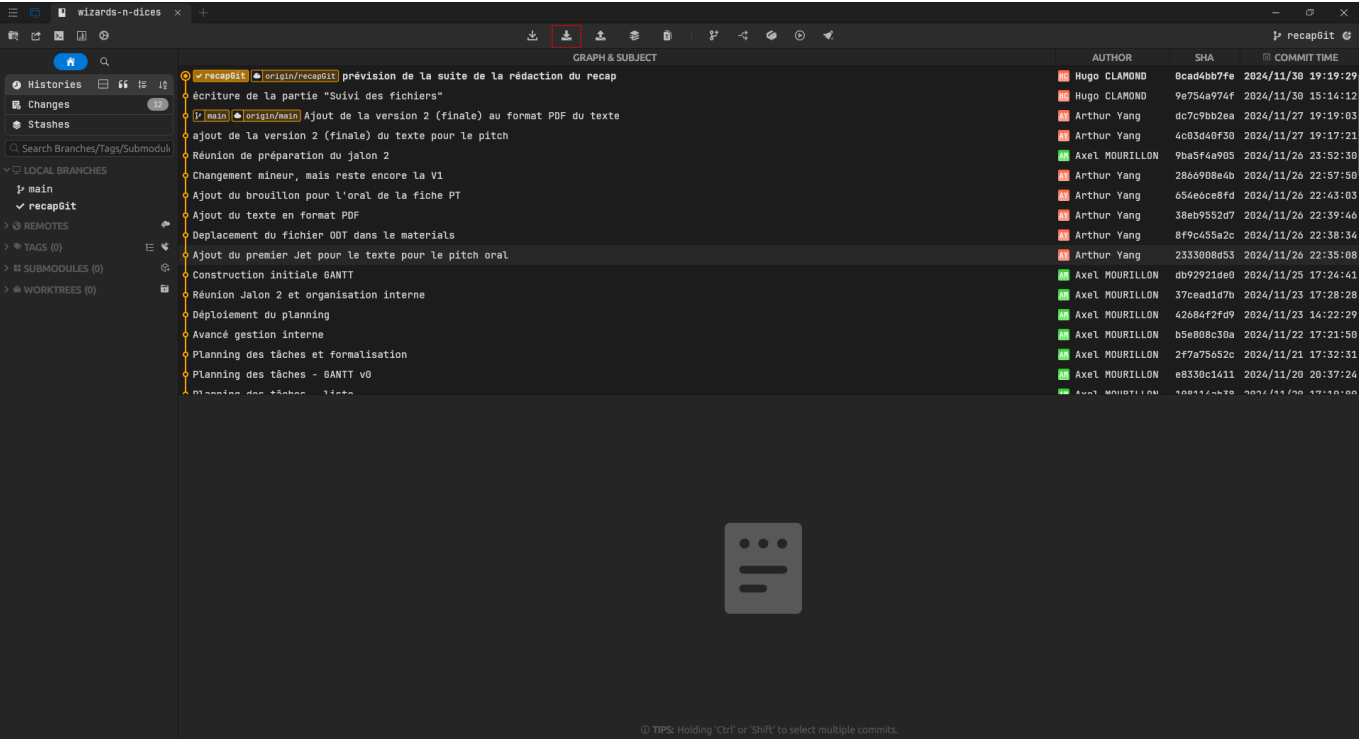 wizards-n-dices
recapGit
GRAPH & SUBJECT AUTHOR SHA COMMIT TIME
Histories
Changes 12
Stashes
Search Branches/Tags/Submodul
LOCAL BRANCHES
main
recapGit
REMOTES
TAGS (0)
SUBMODULES (0)
WORKTREES (0)
recapGit origin/recapGit prévision de la suite de la rédaction du recap HC Hugo CLAMOND 0cad4bb7fe 2024/11/30 19:19:29
écriture de la partie "Suivi des fichiers" HC Hugo CLAMOND 9e754a974f 2024/11/30 15:14:12
main origin/main Ajout de la version 2 (finale) au format PDF du texte AY Arthur Yang dc7c9bb2ea 2024/11/27 19:19:03
ajout de la version 2 (finale) du texte pour le pitch AY Arthur Yang 4c03d40f30 2024/11/27 19:17:21
Réunion de préparation du jalon 2 AM Axel MOURILLON 9ba5f4a905 2024/11/26 23:52:30
Changement mineur, mais reste encore la V1 AY Arthur Yang 2866908e4b 2024/11/26 22:57:50
Ajout du brouillon pour l'oral de la fiche PT AY Arthur Yang 654e6ce8fd 2024/11/26 22:43:03
Ajout du texte en format PDF AY Arthur Yang 38eb9552d7 2024/11/26 22:39:46
Deplacement du fichier ODT dans le materials AY Arthur Yang 8f9c455a2c 2024/11/26 22:38:34
Ajout du premier Jet pour le texte pour le pitch oral AY Arthur Yang 2333008d53 2024/11/26 22:35:08
Construction initiale GANTT AM Axel MOURILLON db92921de0 2024/11/25 17:24:41
Réunion Jalon 2 et organisation interne AM Axel MOURILLON 37cead1d7b 2024/11/23 17:28:28
Déploiement du planning AM Axel MOURILLON 42684f2fd9 2024/11/23 14:22:29
Avancé gestion interne AM Axel MOURILLON b5e808c30a 2024/11/22 17:21:50
Planning des tâches et formalisation AM Axel MOURILLON 2f7a75652c 2024/11/21 17:32:31
Planning des tâches - GANTT v0 AM Axel MOURILLON e8330c1411 2024/11/20 20:37:24
Planning des tâches - liste AM Axel MOURILLON
TIPS: Holding 'Ctrl' or 'Shift' to select multiple commits.